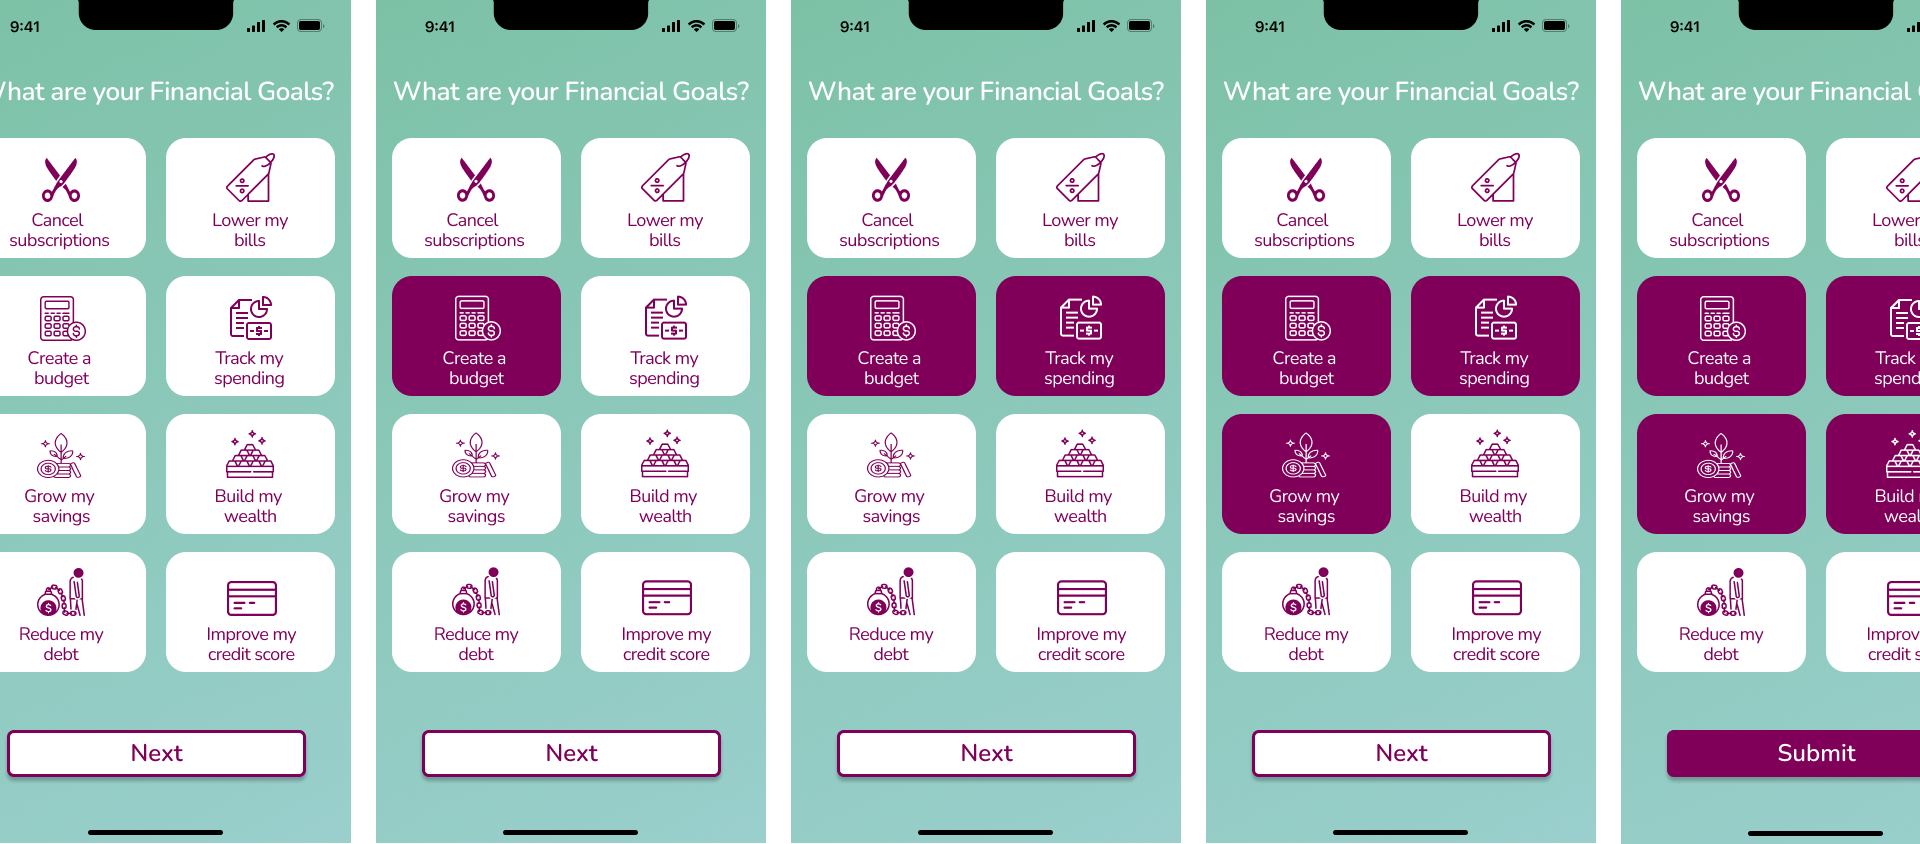 9:41
What are your Financial Goals?
Cancel
subscriptions
Lower my
bills
Create a
budget
Track my
spending
Grow my
savings
Build my
wealth
Reduce my
debt
Improve my
credit score
Next
9:41
What are your Financial Goals?
Cancel
subscriptions
Lower my
bills
Create a
budget
Track my
spending
Grow my
savings
Build my
wealth
Reduce my
debt
Improve my
credit score
Next
9:41
What are your Financial Goals?
Cancel
subscriptions
Lower my
bills
Create a
budget
Track my
spending
Grow my
savings
Build my
wealth
Reduce my
debt
Improve my
credit score
Next
9:41
What are your Financial Goals?
Cancel
subscriptions
Lower my
bills
Create a
budget
Track my
spending
Grow my
savings
Build my
wealth
Reduce my
debt
Improve my
credit score
Next
9:41
What are your Financial
Cancel
subscriptions
Lower
bills
Create a
budget
Track
spend
Grow my
savings
Build
weal
Reduce my
debt
Improv
credit s
Submit